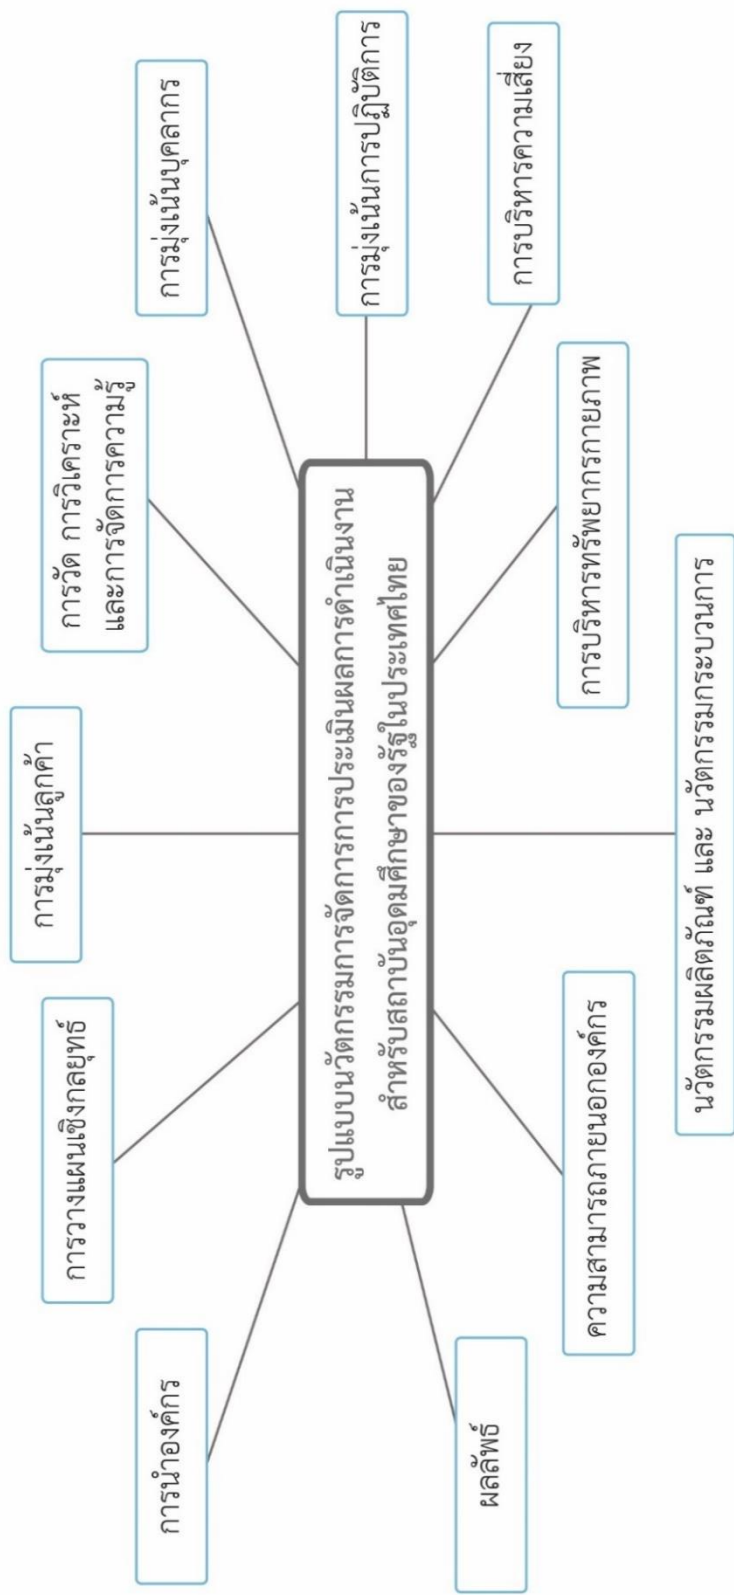 การนำองค์กร
การวางแผนเชิงกลยุทธ์
การมุ่งเน้นลูกค้า
การวัด การวิเคราะห์
และการจัดการความรู้
การมุ่งเน้นบุคลากร
รูปแบบนวัตกรรมการจัดการการประเมินผลการดำเนินงาน
สำหรับสถาบันอุดมศึกษาของรัฐในประเทศไทย
การมุ่งเน้นการปฏิบัติการ
ผลลัพธ์
ความสามารถภายนอกองค์กร
นวัตกรรมผลิตภัณฑ์ และ นวัตกรรมกระบวนการ
การบริหารทรัพยากรกายภาพ
การบริหารความเสี่ยง